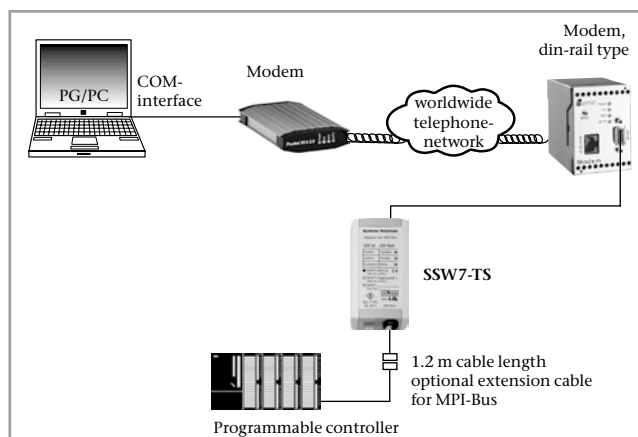 PG/PC
COM-
interface
Modem
worldwide
telephone-
network
Modem,
din-rail type
Modem
SSW7-TS
1.2 m cable length
optional extension cable
for MPI-Bus
Programmable controller